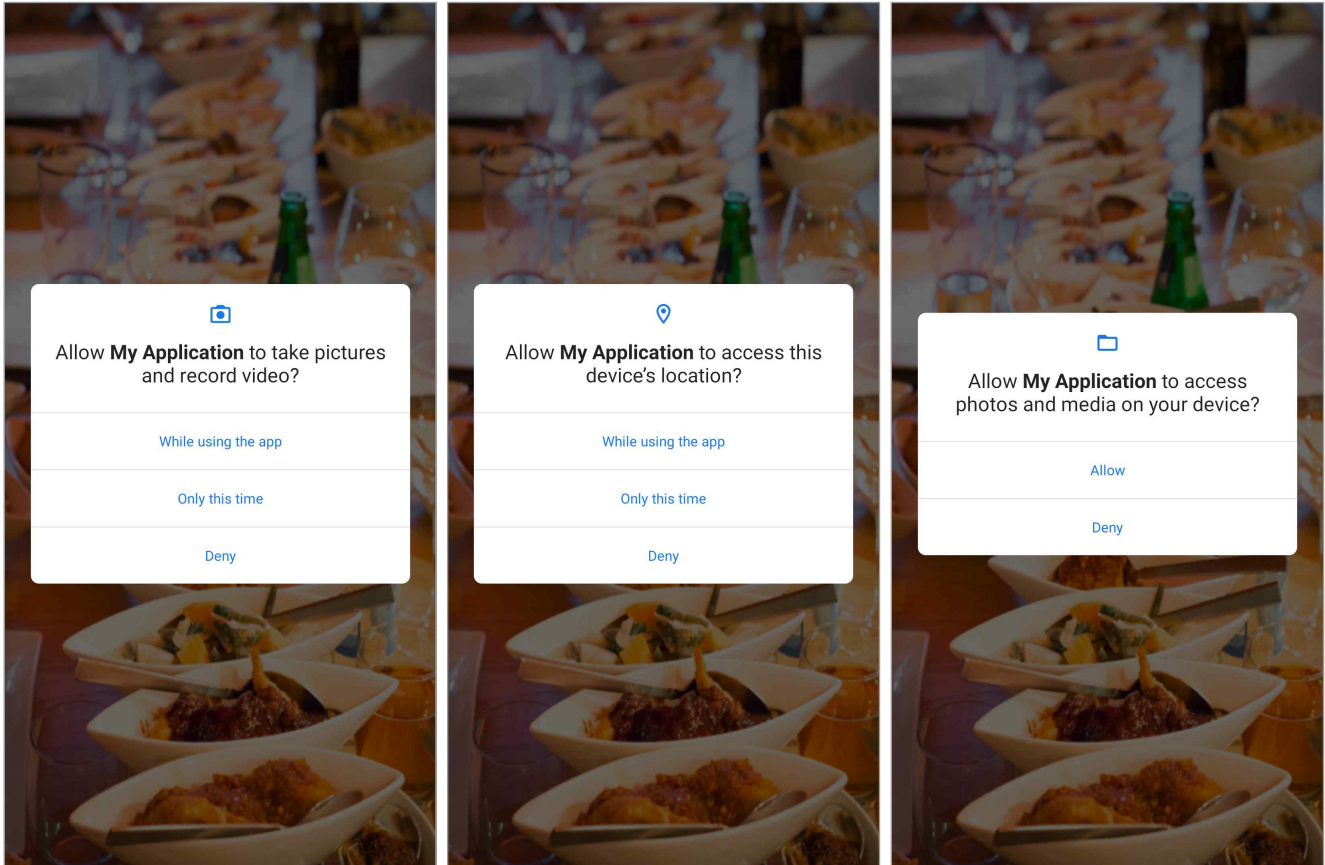 Allow My Application to take pictures
and record video?
While using the app
Only this time
Deny
Allow My Application to access this
device’s location?
While using the app
Only this time
Deny
Allow My Application to access
photos and media on your device?
Allow
Deny